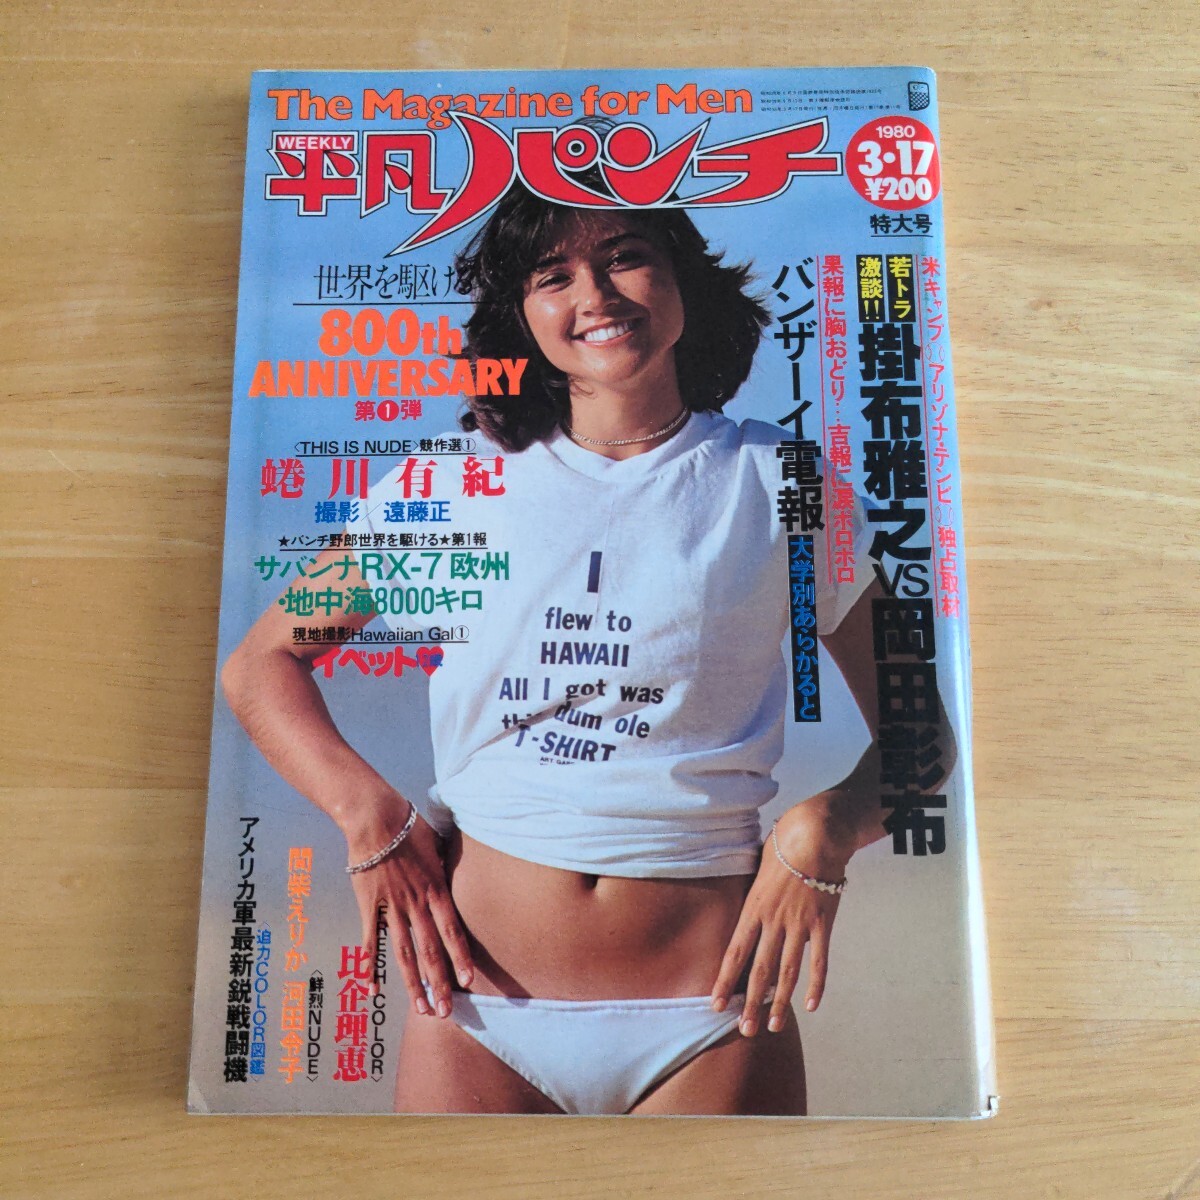 The Magazine for Men
WEEKLY
平凡パンチ
1980
3・17
¥200
特大号
世界を駆ける
800th
ANNIVERSARY
第❶弾
〈THIS IS NUDE〉競作選①
蜷川有紀
撮影／遠藤正
★パンチ野郎世界を駆ける★第1報
サバンナRX-7欧州
・地中海8000キロ
現地撮影Hawaiian Gal①
イベット♥
米キャンプ アリゾナ・テンピ 独占取材
若トラ
激談!!
掛布雅之VS岡田彰布
果報に胸おどり…吉報に涙ホロホロ
バンザーイ電報
大学別あらかると
I
flew to
HAWAII
All I got was
this dum ole
T-SHIRT
〈FRESH COLOR〉
比企理恵
〈鮮烈NUDE〉
間柴えりか 河田令子
〈迫力COLOR図鑑〉
アメリカ軍最新鋭戦闘機